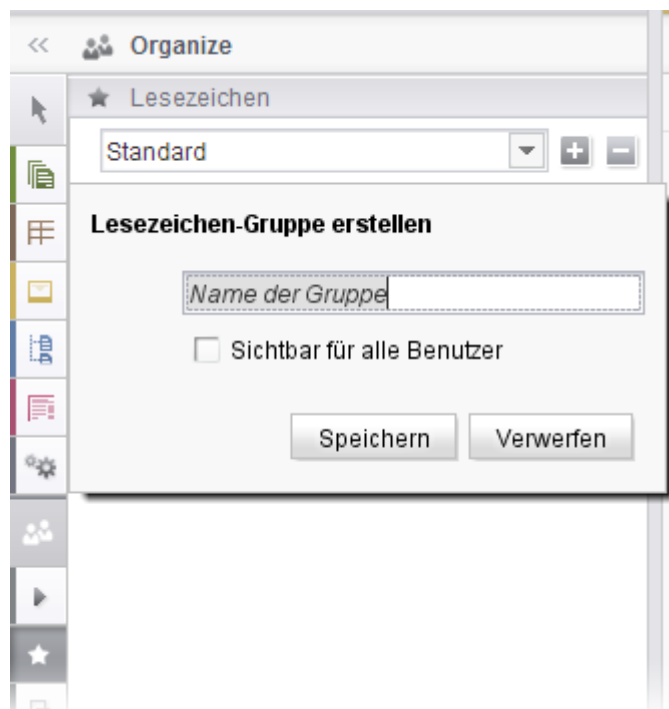 Organize
Lesezeichen
Standard
Lesezeichen-Gruppe erstellen
Name der Gruppe
Sichtbar für alle Benutzer
Speichern Verwerfen